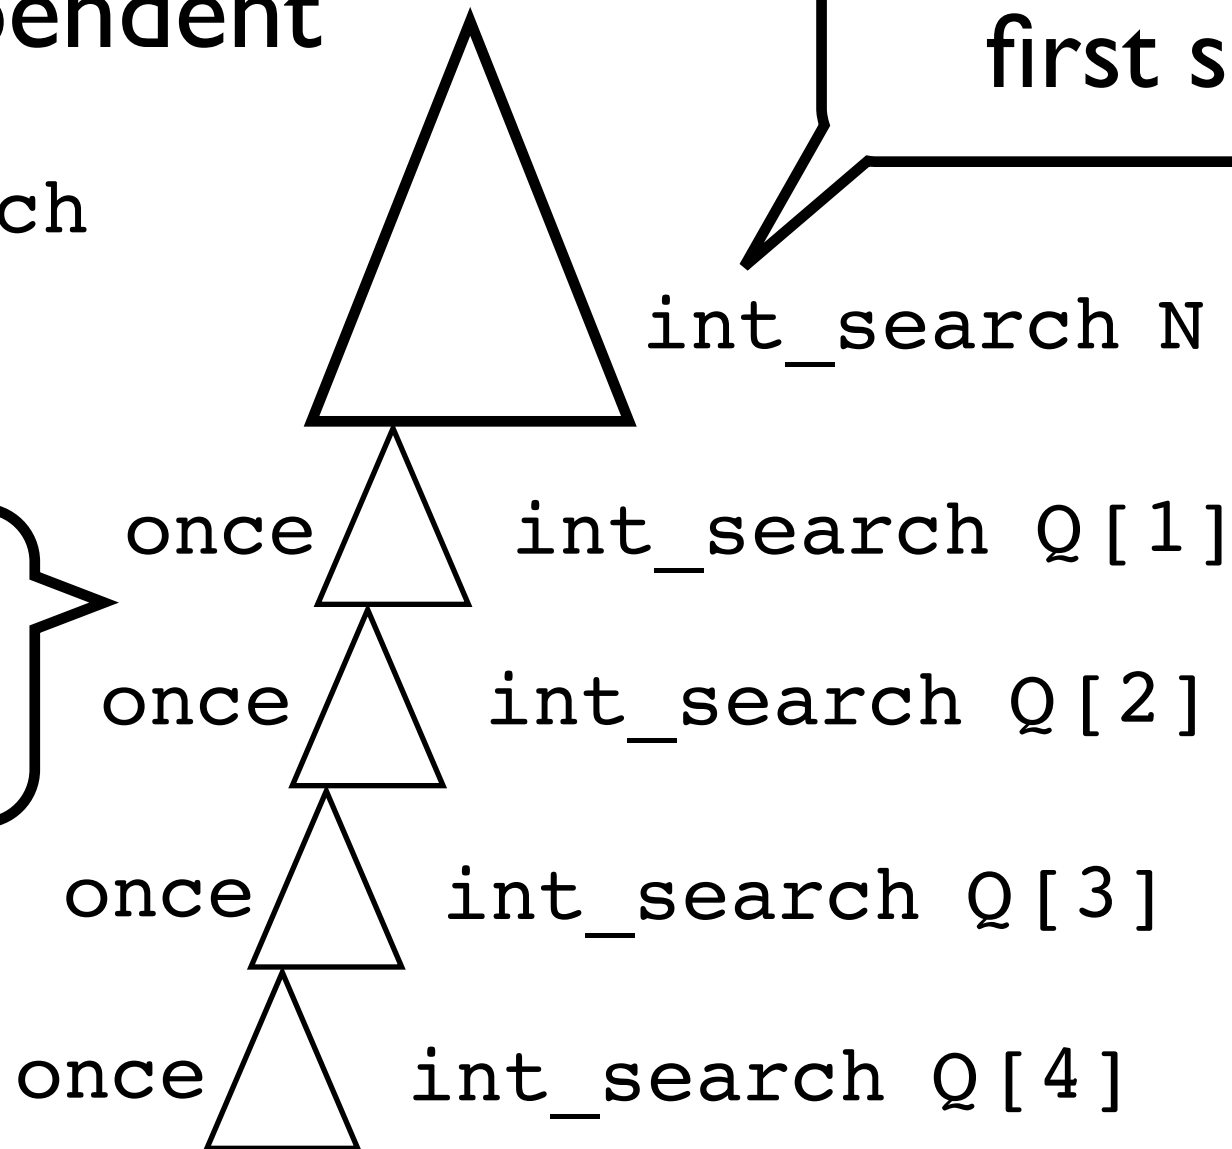 pendent
first s
ch
int_search N
once int_search Q[1]
once int_search Q[2]
once int_search Q[3]
once int_search Q[4]